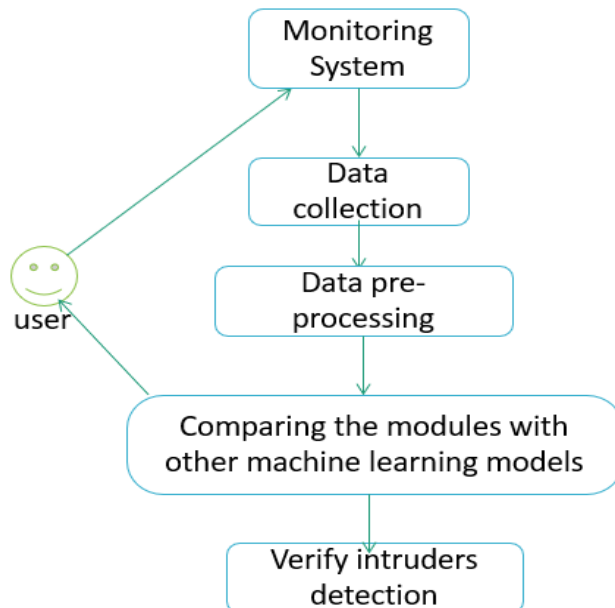 Monitoring
System
Data
collection
user
Data pre-
processing
Comparing the modules with
other machine learning models
Verify intruders
detection